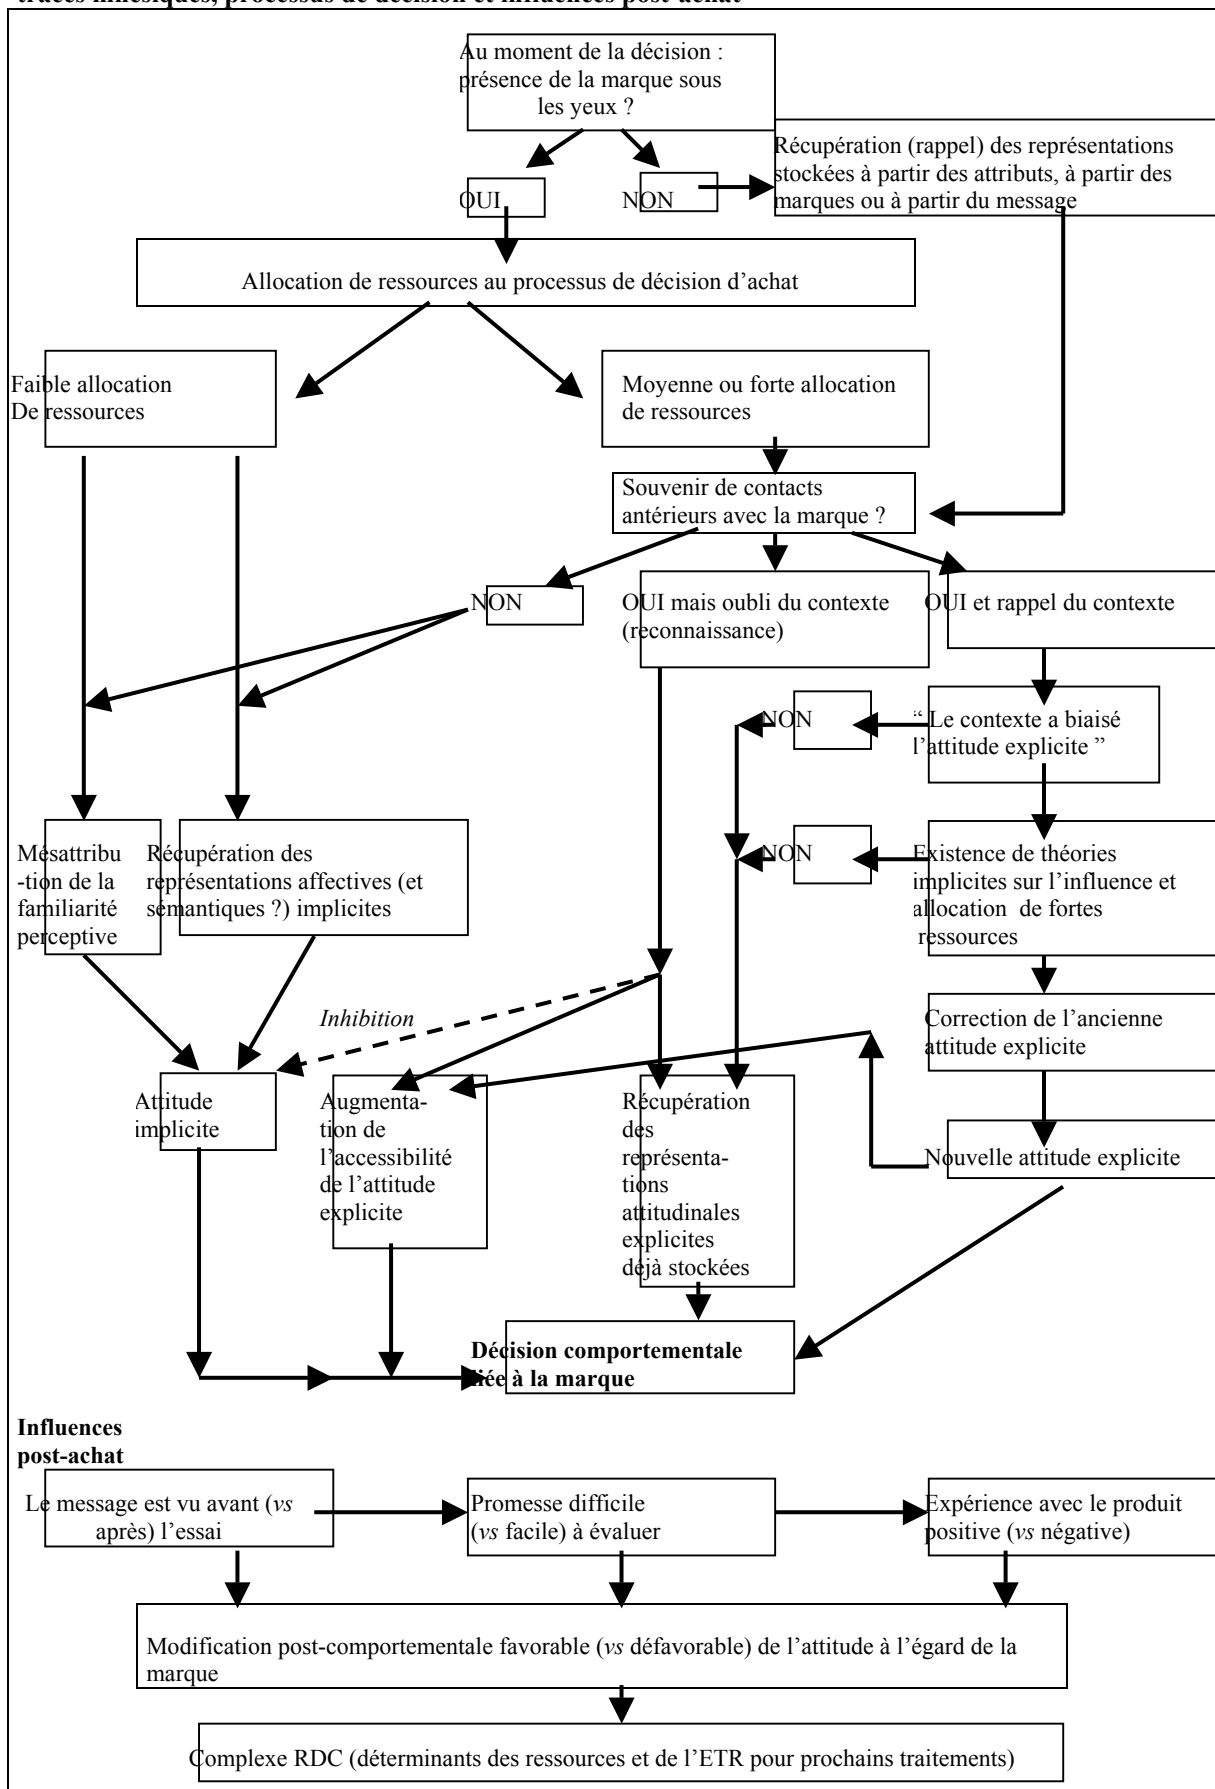 traces mnésiques, processus de décision et influences post-achat
Au moment de la décision :
présence de la marque sous
les yeux ?
Récupération (rappel) des représentations
stockées à partir des attributs, à partir des
marques ou à partir du message
OUI
NON
Allocation de ressources au processus de décision d’achat
Faible allocation
De ressources
Moyenne ou forte allocation
de ressources
Souvenir de contacts
antérieurs avec la marque ?
NON
OUI mais oubli du contexte
(reconnaissance)
OUI et rappel du contexte
NON
“ Le contexte a biaisé
l’attitude explicite ”
Mésattribu
-tion de la
familiarité
perceptive
Récupération des
représentations affectives (et
sémantiques ?) implicites
NON
Existence de théories
implicites sur l’influence et
allocation de fortes
ressources
Inhibition
Correction de l’ancienne
attitude explicite
Attitude
implicite
Augmenta-
tion de
l’accessibilité
de l’attitude
explicite
Récupération
des
représenta-
tions
attitudinales
explicites
déjà stockées
Nouvelle attitude explicite
Décision comportementale
liée à la marque
Influences
post-achat
Le message est vu avant (vs
après) l’essai
Promesse difficile
(vs facile) à évaluer
Expérience avec le produit
positive (vs négative)
Modification post-comportementale favorable (vs défavorable) de l’attitude à l’égard de la
marque
Complexe RDC (déterminants des ressources et de l’ETR pour prochains traitements)